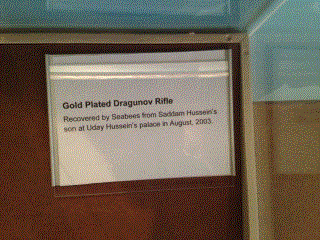 Gold Plated Dragunov Rifle
Recovered by Seabees from Saddam Hussein's
son at Uday Hussein's palace in August, 2003.